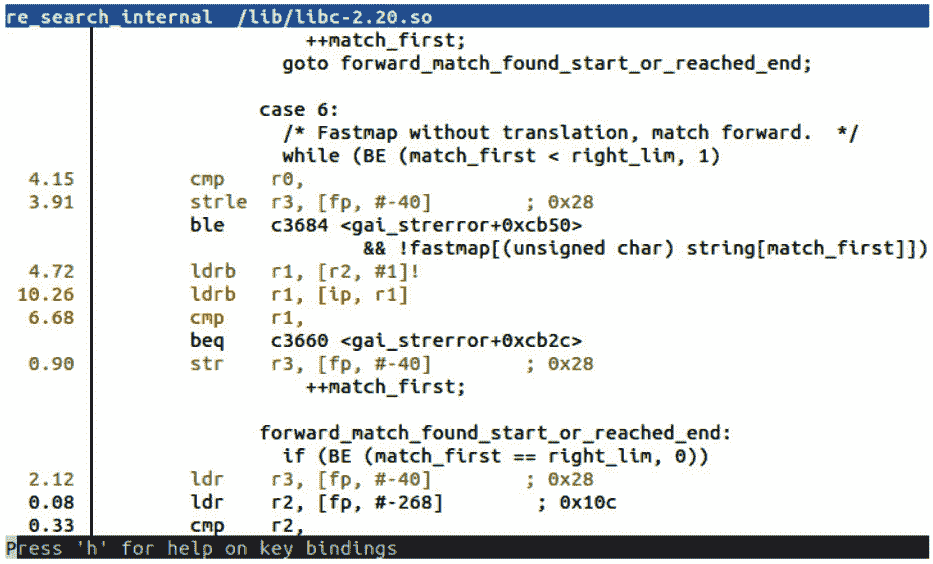 re_search_internal  /lib/libc-2.20.so
++match_first;
goto forward_match_found_start_or_reached_end;
case 6:
/* Fastmap without translation, match forward.  */
while (BE (match_first < right_lim, 1)
4.15 cmp r0,
3.91 strle r3, [fp, #-40] ; 0x28
ble c3684 <gai_strerror+0xcb50>
&& !fastmap[(unsigned char) string[match_first]])
4.72 ldrb r1, [r2, #1]!
10.26 ldrb r1, [ip, r1]
6.68 cmp r1,
beq c3660 <gai_strerror+0xcb2c>
0.90 str r3, [fp, #-40] ; 0x28
++match_first;
forward_match_found_start_or_reached_end:
if (BE (match_first == right_lim, 0))
2.12 ldr r3, [fp, #-40] ; 0x28
0.08 ldr r2, [fp, #-268] ; 0x10c
0.33 cmp r2,
Press 'h' for help on key bindings